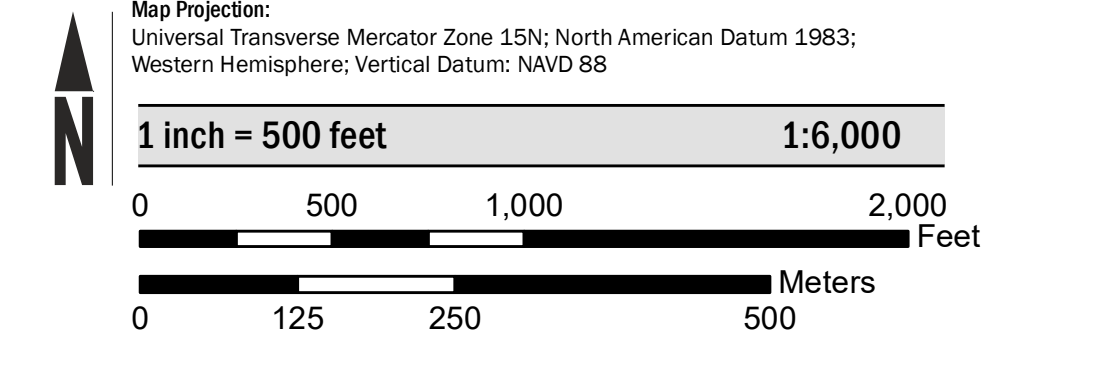 Map Projection:
Universal Transverse Mercator Zone 15N; North American Datum 1983;
Western Hemisphere; Vertical Datum: NAVD 88
N
1 inch = 500 feet 1:6,000
0 500 1,000 2,000
Feet
Meters
0 125 250 500